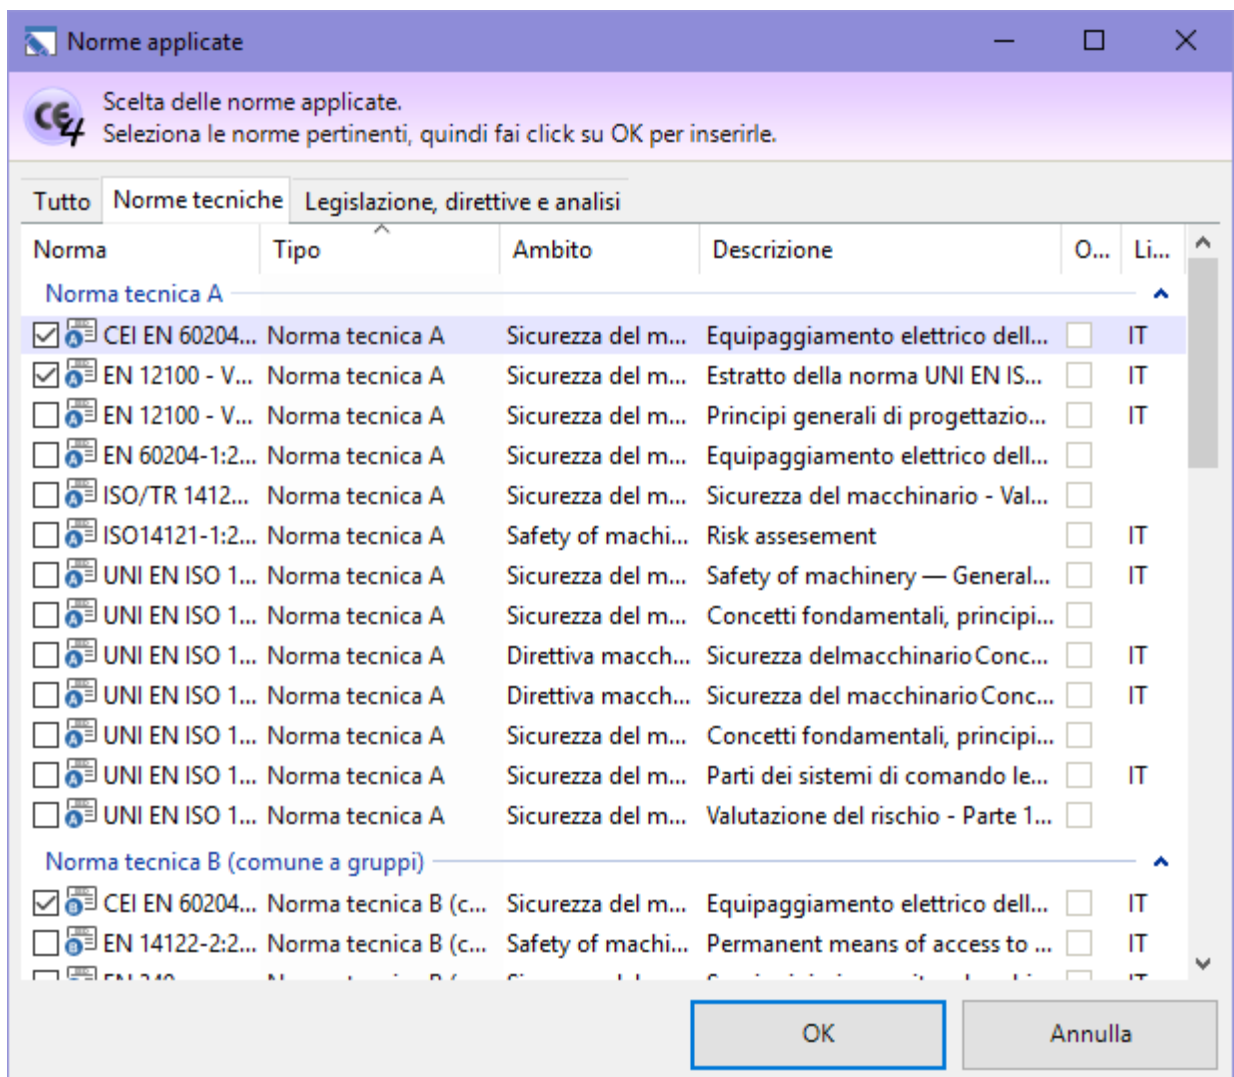 Norme applicate
CE4
Scelta delle norme applicate.
Seleziona le norme pertinenti, quindi fai click su OK per inserirle.
Tutto Norme tecniche Legislazione, direttive e analisi
Norma Tipo Ambito Descrizione O... Li...
Norma tecnica A
CEI EN 60204... Norma tecnica A Sicurezza del m... Equipaggiamento elettrico dell... IT
EN 12100 - V... Norma tecnica A Sicurezza del m... Estratto della norma UNI EN IS... IT
EN 12100 - V... Norma tecnica A Sicurezza del m... Principi generali di progettazio... IT
EN 60204-1:2... Norma tecnica A Sicurezza del m... Equipaggiamento elettrico dell...
ISO/TR 1412... Norma tecnica A Sicurezza del m... Sicurezza del macchinario - Val...
ISO14121-1:2... Norma tecnica A Safety of machi... Risk assesement IT
UNI EN ISO 1... Norma tecnica A Sicurezza del m... Safety of machinery — General... IT
UNI EN ISO 1... Norma tecnica A Sicurezza del m... Concetti fondamentali, principi...
UNI EN ISO 1... Norma tecnica A Direttiva macch... Sicurezza delmacchinario Conc... IT
UNI EN ISO 1... Norma tecnica A Direttiva macch... Sicurezza del macchinario Conc... IT
UNI EN ISO 1... Norma tecnica A Sicurezza del m... Concetti fondamentali, principi...
UNI EN ISO 1... Norma tecnica A Sicurezza del m... Parti dei sistemi di comando le... IT
UNI EN ISO 1... Norma tecnica A Sicurezza del m... Valutazione del rischio - Parte 1...
Norma tecnica B (comune a gruppi)
CEI EN 60204... Norma tecnica B (c... Sicurezza del m... Equipaggiamento elettrico dell... IT
EN 14122-2:2... Norma tecnica B (c... Safety of machi... Permanent means of access to ... IT
OK Annulla